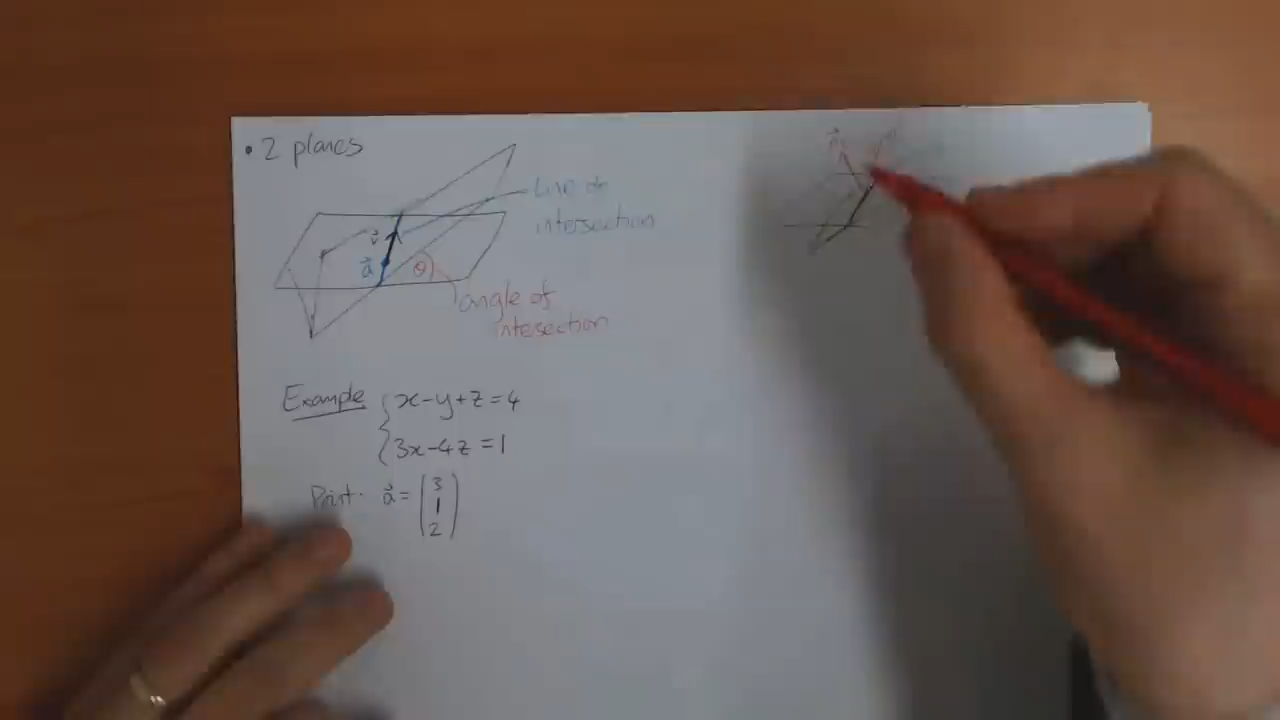 • 2 planes
Line of
intersection
v⃗
a⃗
θ
angle of
intersection
Example { x-y+z=4
3x-4z=1
Point: a⃗ = (3
1
2)